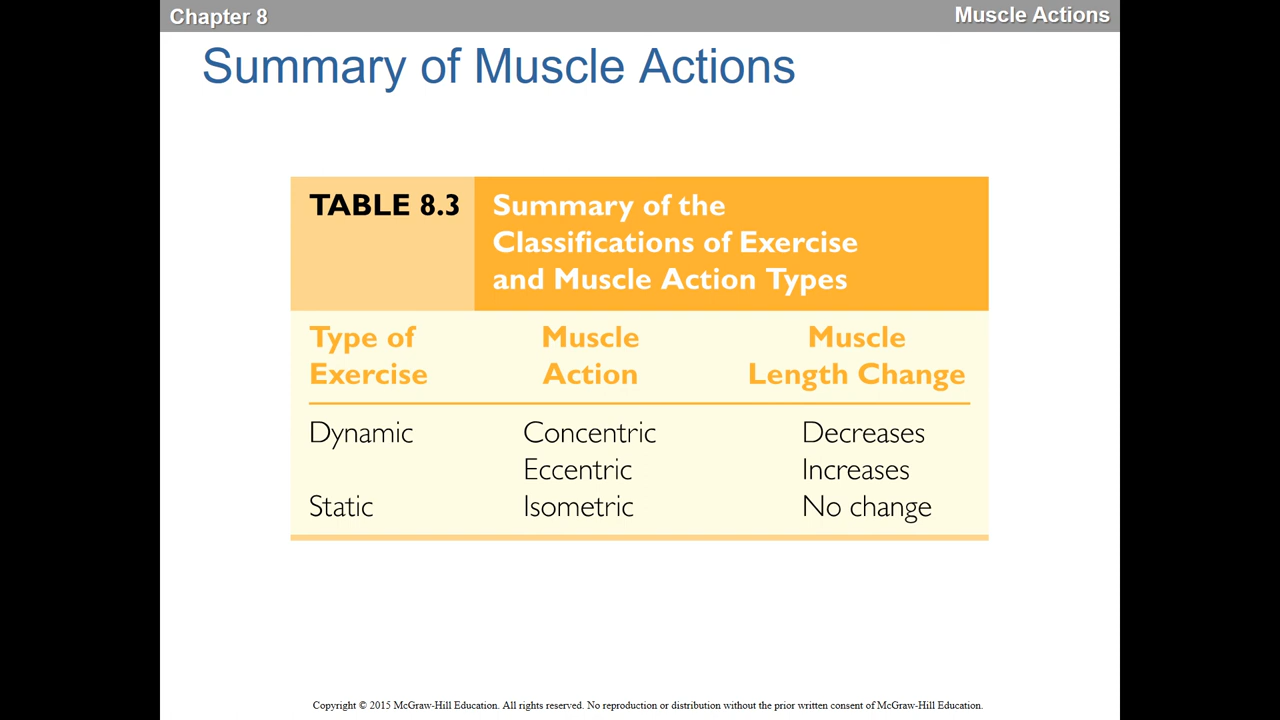 Chapter 8
Muscle Actions
Summary of Muscle Actions
TABLE 8.3
Summary of the
Classifications of Exercise
and Muscle Action Types
Type of Exercise
Muscle Action
Muscle Length Change
Dynamic Concentric Decreases
Eccentric Increases
Static Isometric No change
Copyright © 2015 McGraw-Hill Education. All rights reserved. No reproduction or distribution without the prior written consent of McGraw-Hill Education.